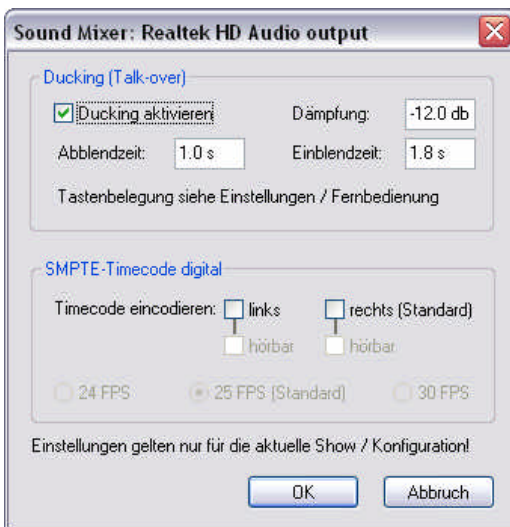 Sound Mixer: Realtek HD Audio output
Ducking (Talk-over)
Ducking aktivieren Dämpfung: -12.0 db
Abblendzeit: 1.0 s Einblendzeit: 1.8 s
Tastenbelegung siehe Einstellungen / Fernbedienung
SMPTE-Timecode digital
Timecode eincodieren: links rechts (Standard)
hörbar hörbar
24 FPS 25 FPS (Standard) 30 FPS
Einstellungen gelten nur für die aktuelle Show / Konfiguration!
OK Abbruch